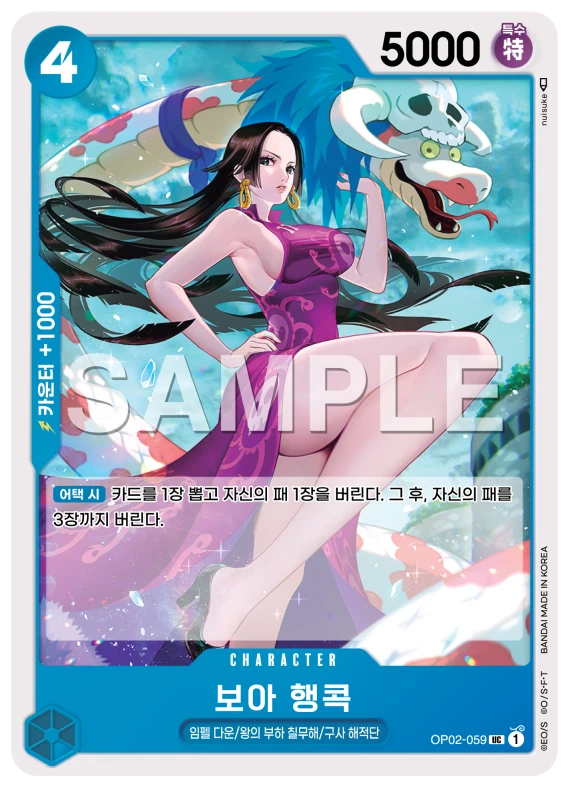 4
5000
특수
特
nuisuke
카운터 +1000
SAMPLE
어택 시 카드를 1장 뽑고 자신의 패 1장을 버린다. 그 후, 자신의 패를
3장까지 버린다.
CHARACTER
보아 행콕
임펠 다운/왕의 부하 칠무해/구사 해적단
OP02-059 UC 1
©E.O/S ©O/S・F・T BANDAI MADE IN KOREA